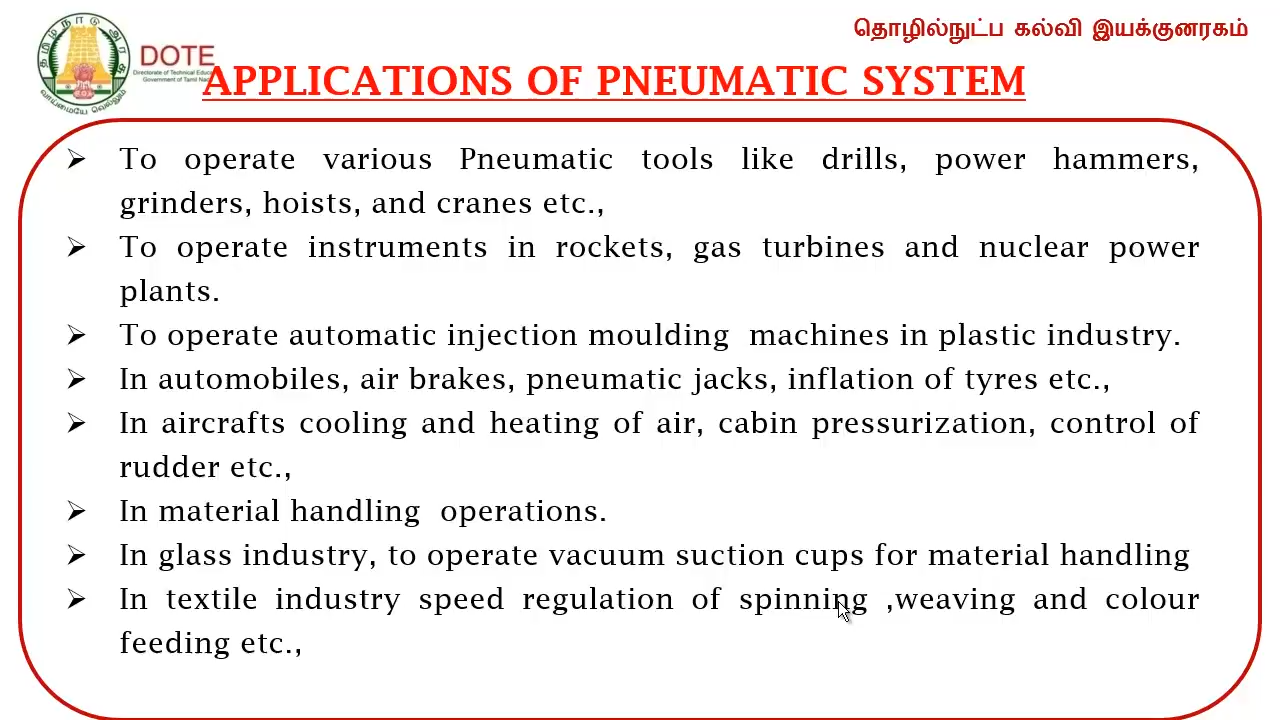 தொழில்நுட்ப கல்வி இயக்குனரகம்
DOTE
Directorate of Technical
Government of Tamil
APPLICATIONS OF PNEUMATIC SYSTEM
➢ To operate various Pneumatic tools like drills, power hammers,
grinders, hoists, and cranes etc.,
➢ To operate instruments in rockets, gas turbines and nuclear power
plants.
➢ To operate automatic injection moulding machines in plastic industry.
➢ In automobiles, air brakes, pneumatic jacks, inflation of tyres etc.,
➢ In aircrafts cooling and heating of air, cabin pressurization, control of
rudder etc.,
➢ In material handling operations.
➢ In glass industry, to operate vacuum suction cups for material handling
➢ In textile industry speed regulation of spinning ,weaving and colour
feeding etc.,